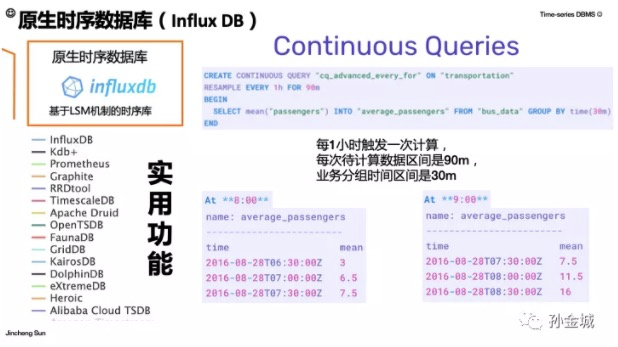 原生时序数据库（Influx DB）
Time-series DBMS
原生时序数据库
influxdb
基于LSM机制的时序库
InfluxDB
Kdb+
Prometheus
Graphite
RRDtool
TimescaleDB
Apache Druid
OpenTSDB
FaunaDB
GridDB
KairosDB
DolphinDB
eXtremeDB
Heroic
Alibaba Cloud TSDB
实用功能
Continuous Queries
CREATE CONTINUOUS QUERY "cq_advanced_every_for" ON "transportation"
RESAMPLE EVERY 1h FOR 90m
BEGIN
SELECT mean("passengers") INTO "average_passengers" FROM "bus_data" GROUP BY time(30m)
END
每1小时触发一次计算，
每次待计算数据区间是90m，
业务分组时间区间是30m
At **8:00**
name: average_passengers
------------------------
time mean
2016-08-28T06:30:00Z 3
2016-08-28T07:00:00Z 6.5
2016-08-28T07:30:00Z 7.5
At **9:00**
name: average_passengers
------------------------
time mean
2016-08-28T07:30:00Z 7.5
2016-08-28T08:00:00Z 11.5
2016-08-28T08:30:00Z 16
孙金城
Jincheng Sun